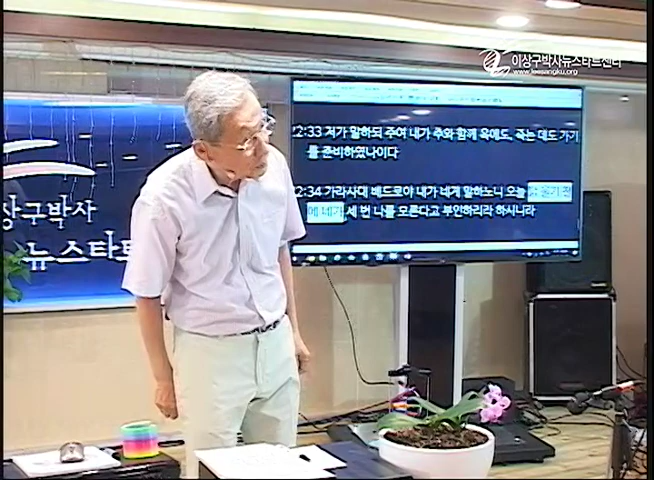 이상구박사뉴스타트센터
www.leesangku.org
22:33 저가 말하되 주여 내가 주와 함께 옥에도, 죽는 데도 가기
를 준비하였나이다
22:34 가라사대 베드로야 내가 네게 말하노니 오늘 닭 울기 전
에 네가 세 번 나를 모른다고 부인하리라 하시니라
상구박사
뉴스타트